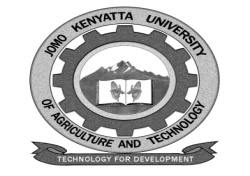 JOMO KENYATTA UNIVERSITY
OF AGRICULTURE AND TECHNOLOGY
TECHNOLOGY FOR DEVELOPMENT